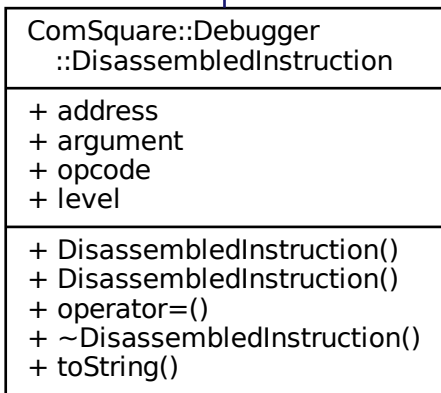 ComSquare::Debugger
::DisassembledInstruction
+ address
+ argument
+ opcode
+ level
+ DisassembledInstruction()
+ DisassembledInstruction()
+ operator=()
+ ~DisassembledInstruction()
+ toString()